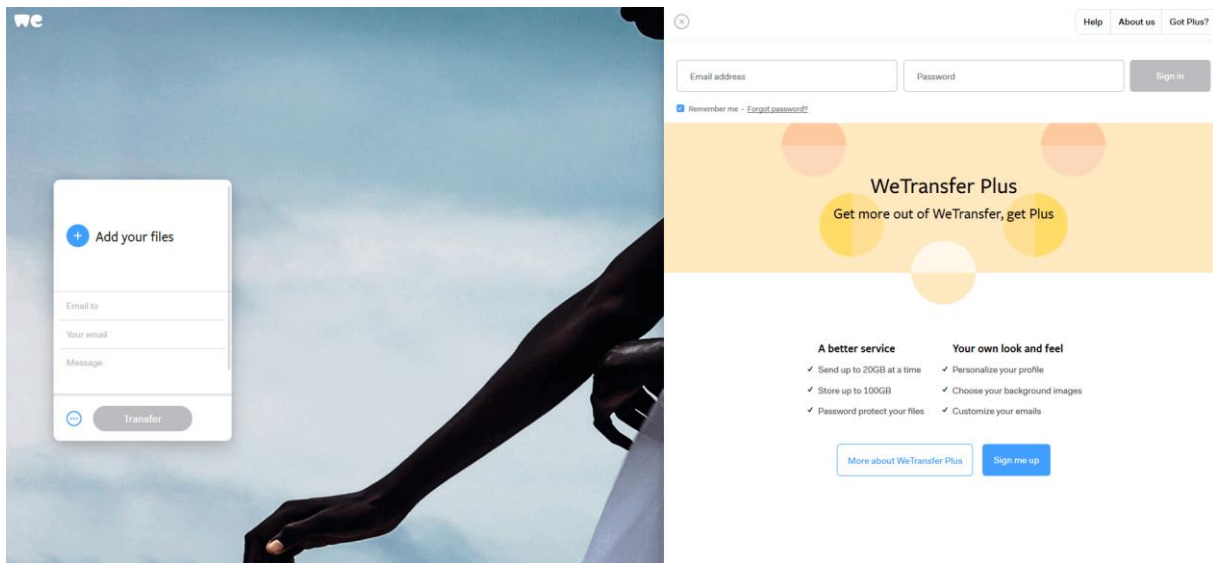 we
Add your files
Email to
Your email
Message
Transfer
Help About us Got Plus?
Email address Password Sign in
Remember me - Forgot password?
WeTransfer Plus
Get more out of WeTransfer, get Plus
A better service
Send up to 20GB at a time
Store up to 100GB
Password protect your files
Your own look and feel
Personalize your profile
Choose your background images
Customize your emails
More about WeTransfer Plus Sign me up